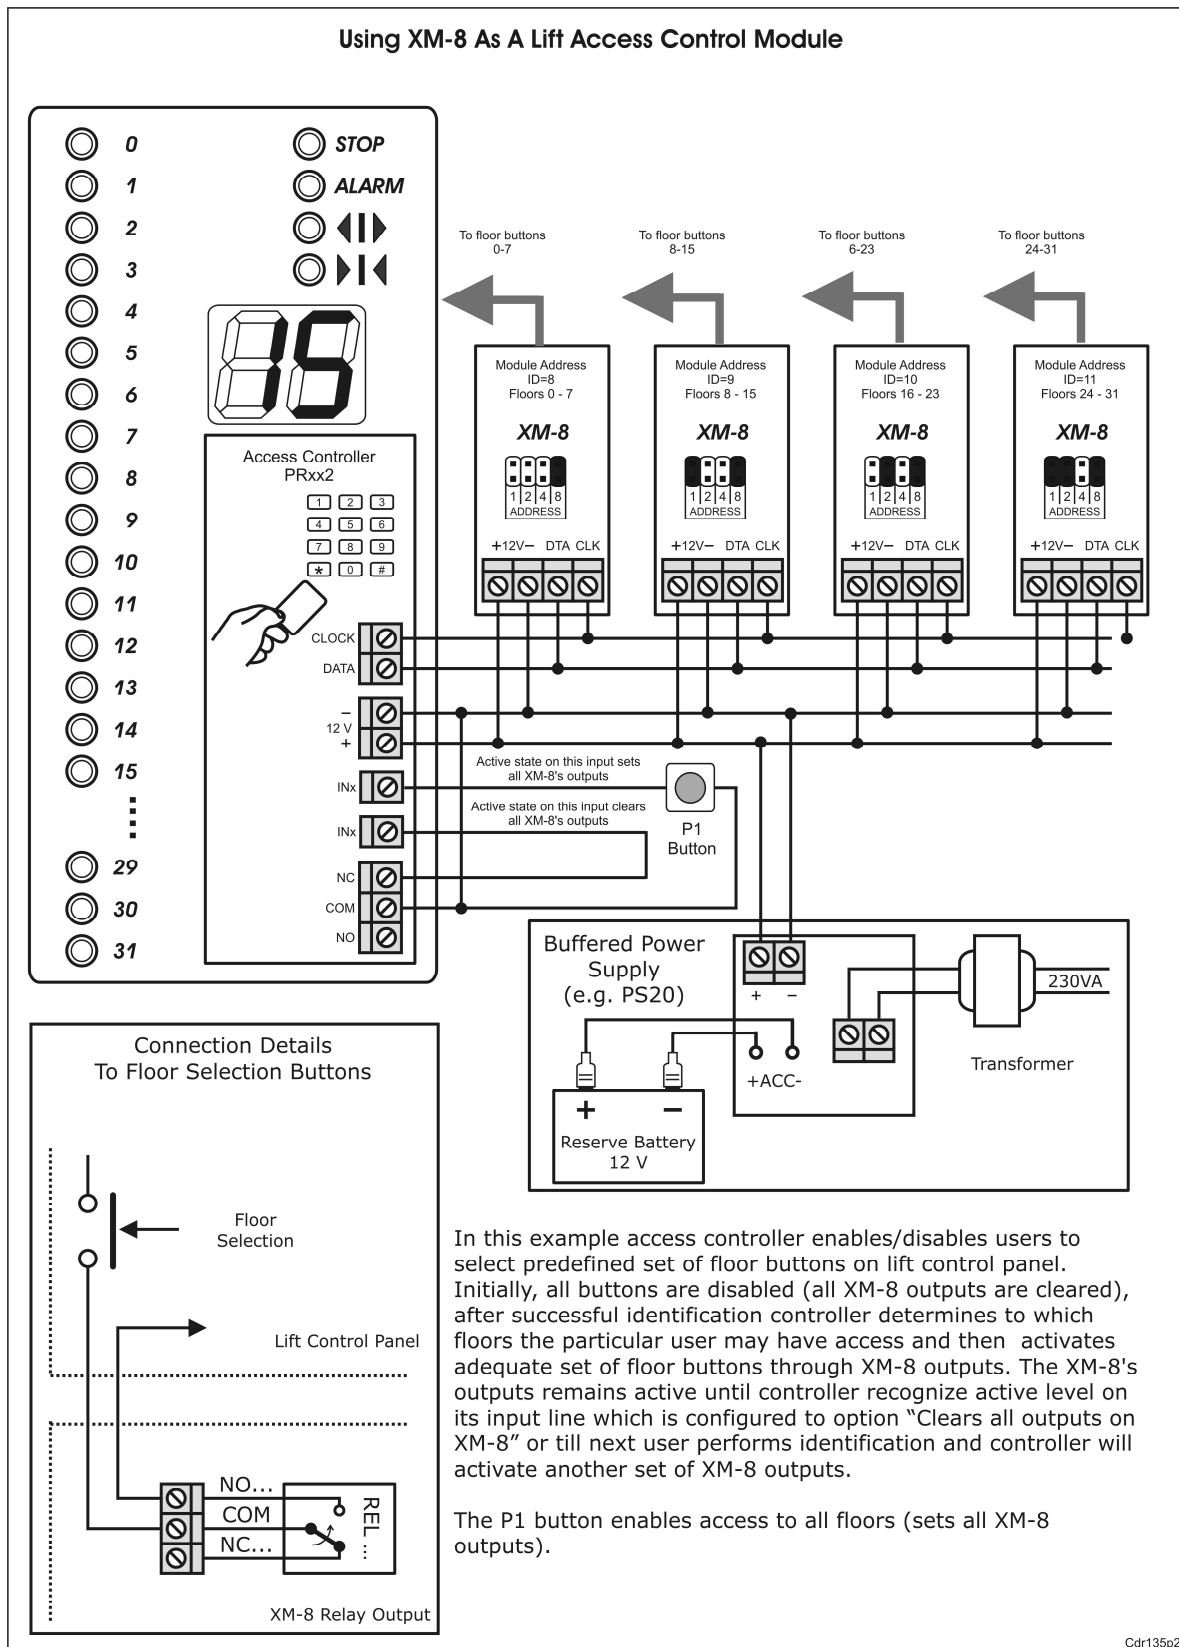 Using XM-8 As A Lift Access Control Module
0
1
2
3
4
5
6
7
8
9
10
11
12
13
14
15
29
30
31
STOP
ALARM
15
Access Controller
PRxx2
1 2 3
4 5 6
7 8 9
* 0 #
CLOCK
DATA
–
12 V
+
INx
INx
NC
COM
NO
To floor buttons
0-7
To floor buttons
8-15
To floor buttons
6-23
To floor buttons
24-31
Module Address
ID=8
Floors 0 - 7
XM-8
1 2 4 8
ADDRESS
+12V– DTA CLK
Module Address
ID=9
Floors 8 - 15
XM-8
1 2 4 8
ADDRESS
+12V– DTA CLK
Module Address
ID=10
Floors 16 - 23
XM-8
1 2 4 8
ADDRESS
+12V– DTA CLK
Module Address
ID=11
Floors 24 - 31
XM-8
1 2 4 8
ADDRESS
+12V– DTA CLK
Active state on this input sets
all XM-8's outputs
Active state on this input clears
all XM-8's outputs
P1
Button
Buffered Power
Supply
(e.g. PS20)
+ –
+ACC-
230VA
Transformer
+ –
Reserve Battery
12 V
Connection Details
To Floor Selection Buttons
Floor
Selection
Lift Control Panel
NO...
COM
NC...
REL ...
XM-8 Relay Output
In this example access controller enables/disables users to
select predefined set of floor buttons on lift control panel.
Initially, all buttons are disabled (all XM-8 outputs are cleared),
after successful identification controller determines to which
floors the particular user may have access and then activates
adequate set of floor buttons through XM-8 outputs. The XM-8's
outputs remains active until controller recognize active level on
its input line which is configured to option “Clears all outputs on
XM-8” or till next user performs identification and controller will
activate another set of XM-8 outputs.
The P1 button enables access to all floors (sets all XM-8
outputs).
Cdr135p2